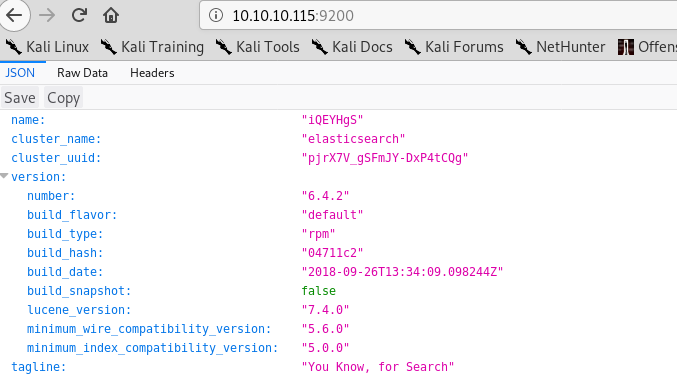 10.10.10.115:9200
Kali Linux Kali Training Kali Tools Kali Docs Kali Forums NetHunter Offens
JSON Raw Data Headers
Save Copy
name: "iQEYHgS"
cluster_name: "elasticsearch"
cluster_uuid: "pjrX7V_gSFmJY-DxP4tCQg"
version:
number: "6.4.2"
build_flavor: "default"
build_type: "rpm"
build_hash: "04711c2"
build_date: "2018-09-26T13:34:09.098244Z"
build_snapshot: false
lucene_version: "7.4.0"
minimum_wire_compatibility_version: "5.6.0"
minimum_index_compatibility_version: "5.0.0"
tagline: "You Know, for Search"